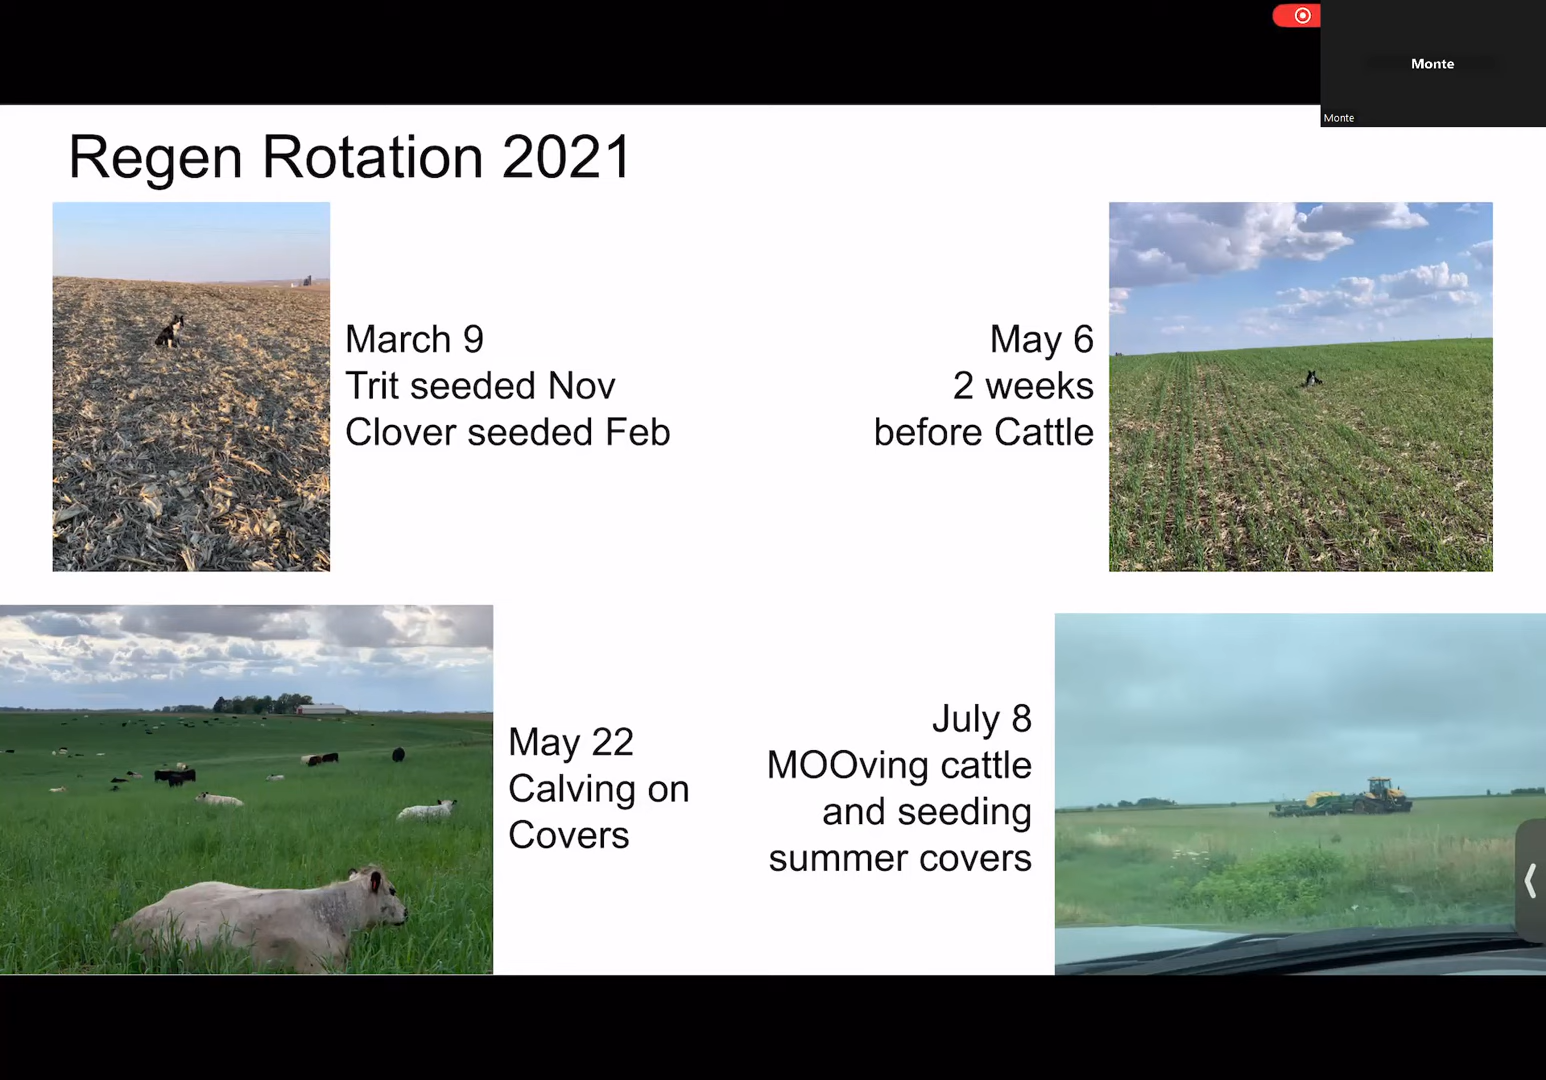 Monte
Monte
Regen Rotation 2021
March 9
Trit seeded Nov
Clover seeded Feb
May 6
2 weeks
before Cattle
May 22
Calving on
Covers
July 8
MOOving cattle
and seeding
summer covers